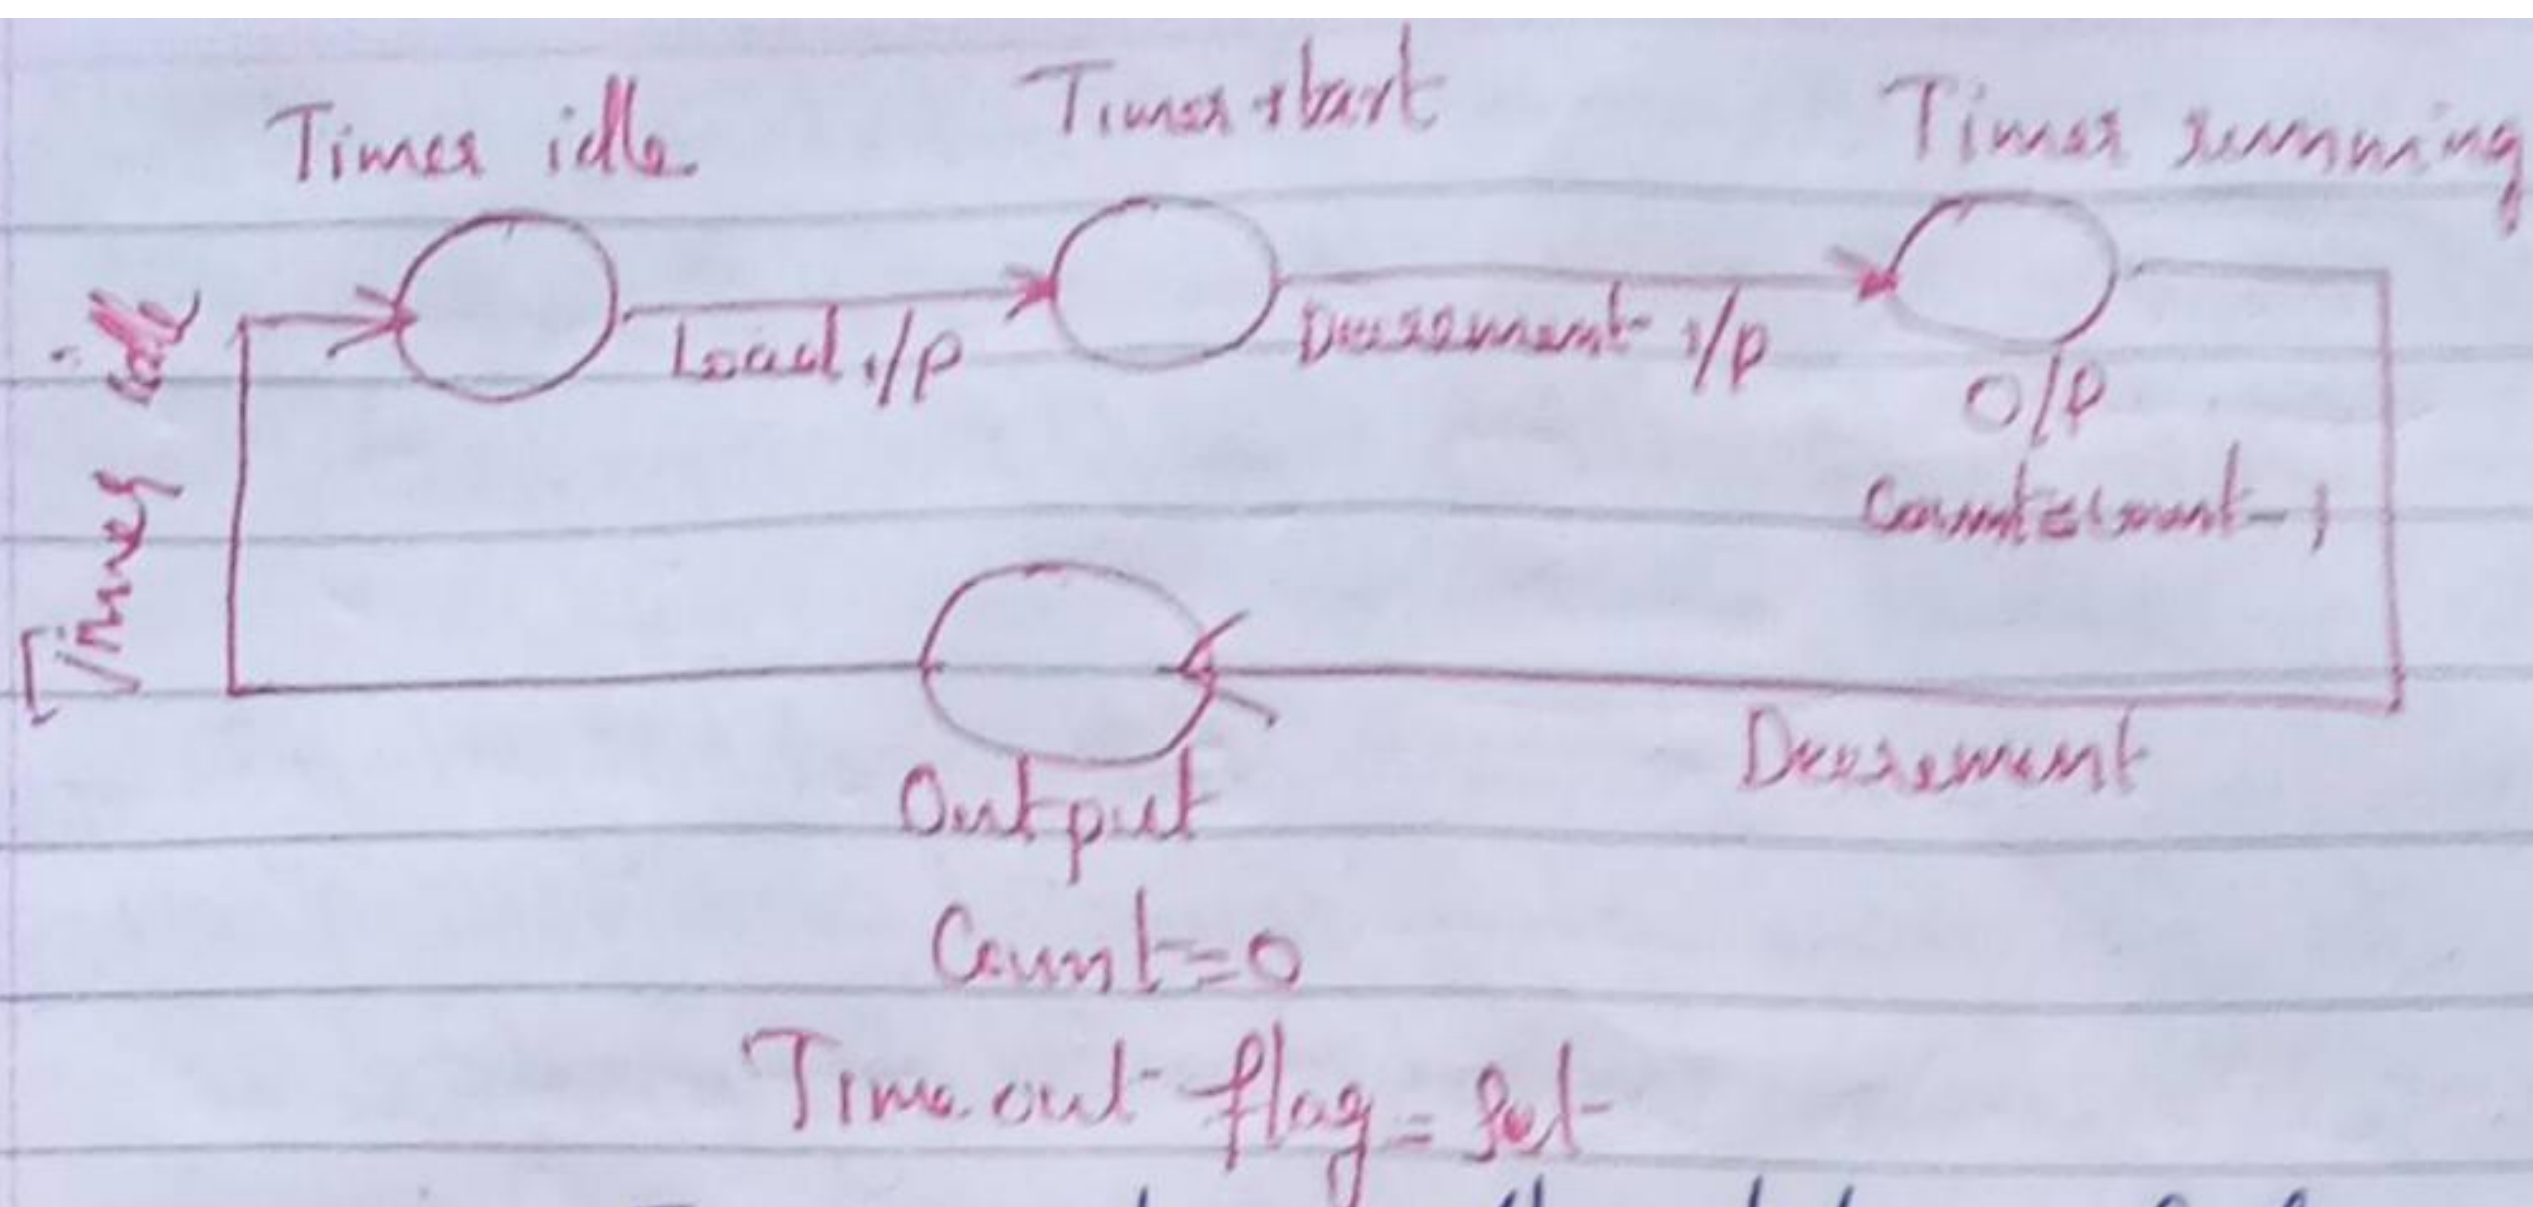 Timer idle
Timer start
Timer running
Load i/p
Decrement i/p
O/P
Count=count-1
Timer idle
Decrement
Output
Count=0
Time out flag = Set